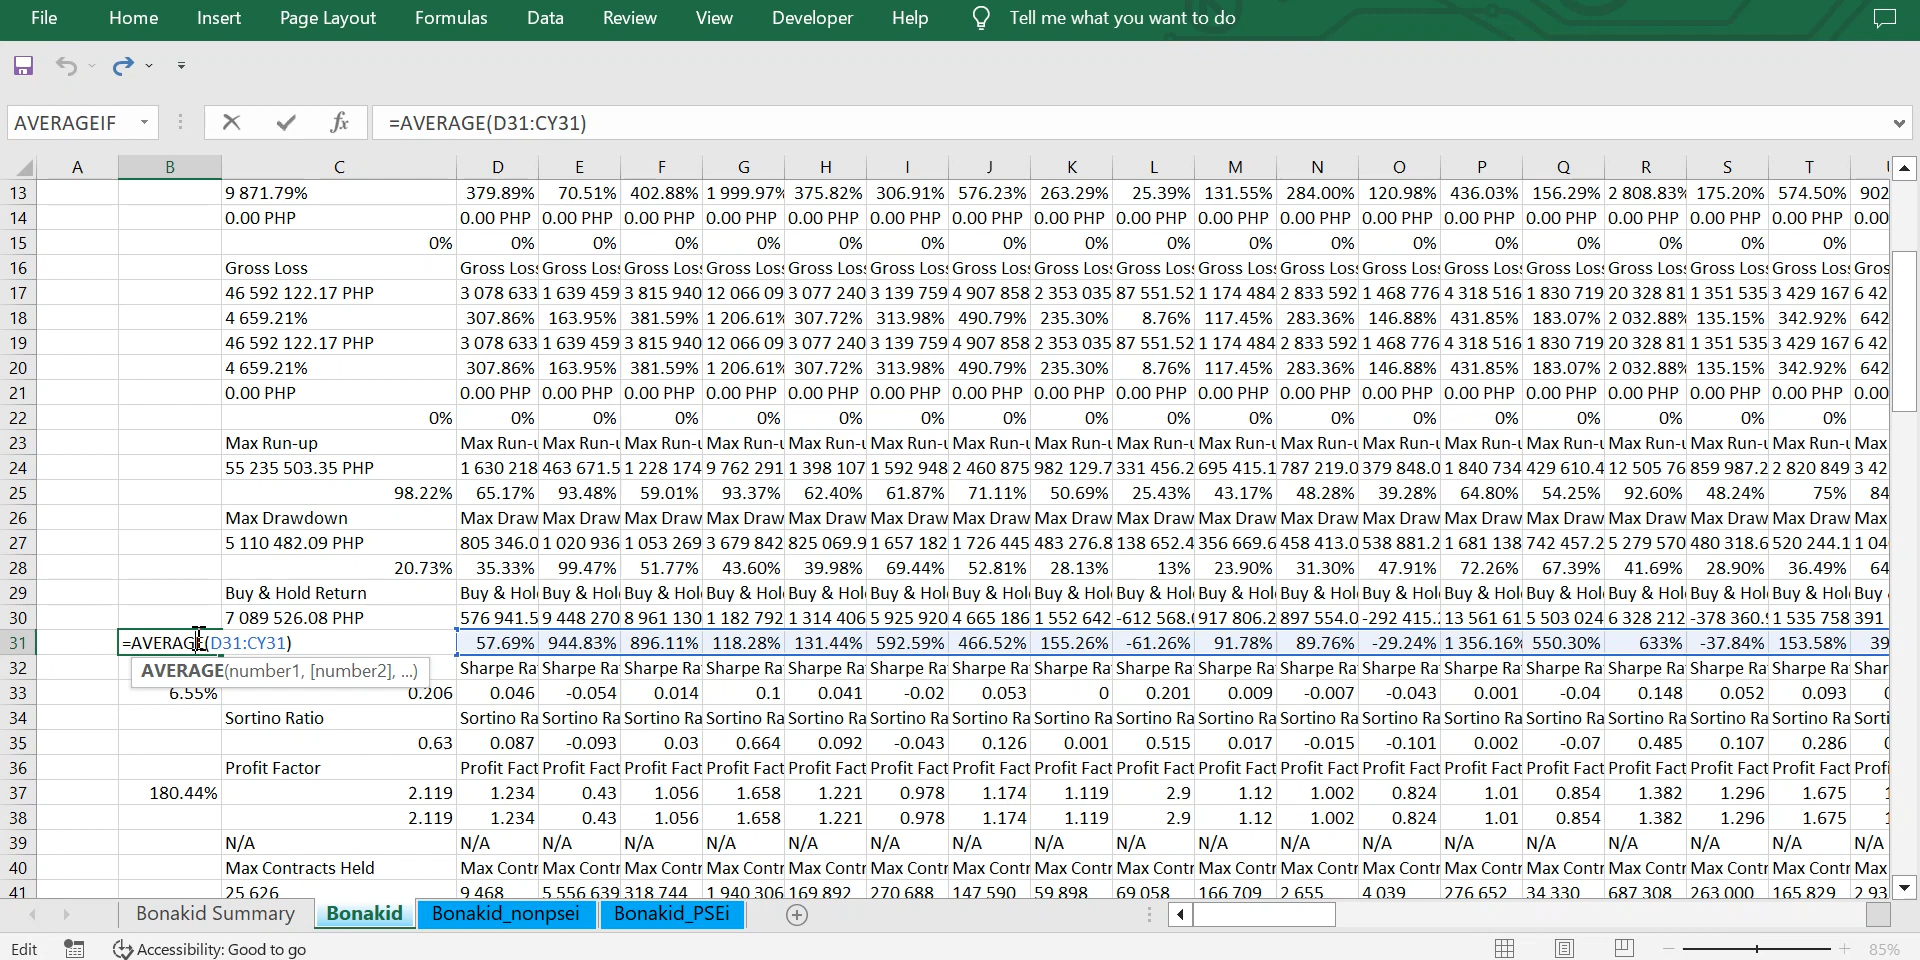 File Home Insert Page Layout Formulas Data Review View Developer Help Tell me what you want to do
AVERAGEIF fx =AVERAGE(D31:CY31)
A B C D E F G H I J K L M N O P Q R S T
13 9 871.79% 379.89% 70.51% 402.88% 1 999.97% 375.82% 306.91% 576.23% 263.29% 25.39% 131.55% 284.00% 120.98% 436.03% 156.29% 2 808.83% 175.20% 574.50% 902
14 0.00 PHP 0.00 PHP 0.00 PHP 0.00 PHP 0.00 PHP 0.00 PHP 0.00 PHP 0.00 PHP 0.00 PHP 0.00 PHP 0.00 PHP 0.00 PHP 0.00 PHP 0.00 PHP 0.00 PHP 0.00 PHP 0.00 PHP 0.00 PHP 0.00
15 0% 0% 0% 0% 0% 0% 0% 0% 0% 0% 0% 0% 0% 0% 0% 0% 0% 0%
16 Gross Loss Gross Los Gross Los Gross Los Gross Los Gross Los Gross Los Gross Los Gross Los Gross Los Gross Los Gross Los Gross Los Gross Los Gross Los Gross Los Gross Los Gross Los Gros
17 46 592 122.17 PHP 3 078 633 1 639 459 3 815 940 12 066 09 3 077 240 3 139 759 4 907 858 2 353 035 87 551.52 1 174 484 2 833 592 1 468 776 4 318 516 1 830 719 20 328 81 1 351 535 3 429 167 6 42
18 4 659.21% 307.86% 163.95% 381.59% 1 206.61% 307.72% 313.98% 490.79% 235.30% 8.76% 117.45% 283.36% 146.88% 431.85% 183.07% 2 032.88% 135.15% 342.92% 642
19 46 592 122.17 PHP 3 078 633 1 639 459 3 815 940 12 066 09 3 077 240 3 139 759 4 907 858 2 353 035 87 551.52 1 174 484 2 833 592 1 468 776 4 318 516 1 830 719 20 328 81 1 351 535 3 429 167 6 42
20 4 659.21% 307.86% 163.95% 381.59% 1 206.61% 307.72% 313.98% 490.79% 235.30% 8.76% 117.45% 283.36% 146.88% 431.85% 183.07% 2 032.88% 135.15% 342.92% 642
21 0.00 PHP 0.00 PHP 0.00 PHP 0.00 PHP 0.00 PHP 0.00 PHP 0.00 PHP 0.00 PHP 0.00 PHP 0.00 PHP 0.00 PHP 0.00 PHP 0.00 PHP 0.00 PHP 0.00 PHP 0.00 PHP 0.00 PHP 0.00 PHP 0.00
22 0% 0% 0% 0% 0% 0% 0% 0% 0% 0% 0% 0% 0% 0% 0% 0% 0% 0%
23 Max Run-up Max Run-u Max Run-u Max Run-u Max Run-u Max Run-u Max Run-u Max Run-u Max Run-u Max Run-u Max Run-u Max Run-u Max Run-u Max Run-u Max Run-u Max Run-u Max Run-u Max Run-u Max
24 55 235 503.35 PHP 1 630 218 463 671.5 1 228 174 9 762 291 1 398 107 1 592 948 2 460 875 982 129.7 331 456.2 695 415.1 787 219.0 379 848.0 1 840 734 429 610.4 12 505 76 859 987.2 2 820 849 3 42
25 98.22% 65.17% 93.48% 59.01% 93.37% 62.40% 61.87% 71.11% 50.69% 25.43% 43.17% 48.28% 39.28% 64.80% 54.25% 92.60% 48.24% 75% 84
26 Max Drawdown Max Draw Max Draw Max Draw Max Draw Max Draw Max Draw Max Draw Max Draw Max Draw Max Draw Max Draw Max Draw Max Draw Max Draw Max Draw Max Draw Max Draw Max
27 5 110 482.09 PHP 805 346.0 1 020 936 1 053 269 3 679 842 825 069.9 1 657 182 1 726 445 483 276.8 138 652.4 356 669.6 458 413.0 538 881.2 1 681 138 742 457.2 5 279 570 480 318.6 520 244.1 1 04
28 20.73% 35.33% 99.47% 51.77% 43.60% 39.98% 69.44% 52.81% 28.13% 13% 23.90% 31.30% 47.91% 72.26% 67.39% 41.69% 28.90% 36.49% 64
29 Buy & Hold Return Buy & Hol Buy & Hol Buy & Hol Buy & Hol Buy & Hol Buy & Hol Buy & Hol Buy & Hol Buy & Hol Buy & Hol Buy & Hol Buy & Hol Buy & Hol Buy & Hol Buy & Hol Buy & Hol Buy & Hol Buy
30 7 089 526.08 PHP 576 941.5 9 448 270 8 961 130 1 182 792 1 314 406 5 925 920 4 665 186 1 552 642 -612 568. 917 806.2 897 554.0 -292 415. 13 561 61 5 503 024 6 328 212 -378 360. 1 535 758 391
31 =AVERAGE(D31:CY31) 57.69% 944.83% 896.11% 118.28% 131.44% 592.59% 466.52% 155.26% -61.26% 91.78% 89.76% -29.24% 1 356.16% 550.30% 633% -37.84% 153.58% 39
AVERAGE(number1, [number2], ...) Sharpe Ra Sharpe Ra Sharpe Ra Sharpe Ra Sharpe Ra Sharpe Ra Sharpe Ra Sharpe Ra Sharpe Ra Sharpe Ra Sharpe Ra Sharpe Ra Sharpe Ra Sharpe Ra Sharpe Ra Sharpe Ra Sharpe Ra Shar
33 6.55% 0.206 0.046 -0.054 0.014 0.1 0.041 -0.02 0.053 0 0.201 0.009 -0.007 -0.043 0.001 -0.04 0.148 0.052 0.093
34 Sortino Ratio Sortino Ra Sortino Ra Sortino Ra Sortino Ra Sortino Ra Sortino Ra Sortino Ra Sortino Ra Sortino Ra Sortino Ra Sortino Ra Sortino Ra Sortino Ra Sortino Ra Sortino Ra Sortino Ra Sortino Ra Sorti
35 0.63 0.087 -0.093 0.03 0.664 0.092 -0.043 0.126 0.001 0.515 0.017 -0.015 -0.101 0.002 -0.07 0.485 0.107 0.286
36 Profit Factor Profit Fact Profit Fact Profit Fact Profit Fact Profit Fact Profit Fact Profit Fact Profit Fact Profit Fact Profit Fact Profit Fact Profit Fact Profit Fact Profit Fact Profit Fact Profit Fact Profit Fact Profi
37 180.44% 2.119 1.234 0.43 1.056 1.658 1.221 0.978 1.174 1.119 2.9 1.12 1.002 0.824 1.01 0.854 1.382 1.296 1.675
38 2.119 1.234 0.43 1.056 1.658 1.221 0.978 1.174 1.119 2.9 1.12 1.002 0.824 1.01 0.854 1.382 1.296 1.675
39 N/A N/A N/A N/A N/A N/A N/A N/A N/A N/A N/A N/A N/A N/A N/A N/A N/A N/A N/A
40 Max Contracts Held Max Contr Max Contr Max Contr Max Contr Max Contr Max Contr Max Contr Max Contr Max Contr Max Contr Max Contr Max Contr Max Contr Max Contr Max Contr Max Contr Max Contr Max
41 25 626 9 468 5 556 639 318 744 1 940 306 169 892 270 688 147 590 59 898 69 058 166 709 2 655 4 039 276 652 34 330 687 308 263 000 165 829 2 93
Bonakid Summary Bonakid Bonakid_nonpsei Bonakid_PSEi
Edit Accessibility: Good to go 85%